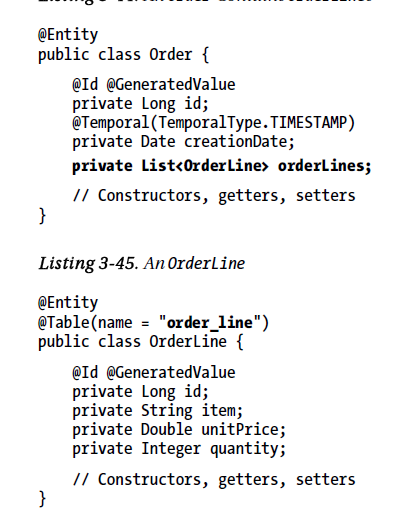 @Entity
public class Order {
@Id @GeneratedValue
private Long id;
@Temporal(TemporalType.TIMESTAMP)
private Date creationDate;
private List<OrderLine> orderLines;
// Constructors, getters, setters
}
Listing 3-45. An OrderLine
@Entity
@Table(name = "order_line")
public class OrderLine {
@Id @GeneratedValue
private Long id;
private String item;
private Double unitPrice;
private Integer quantity;
// Constructors, getters, setters
}